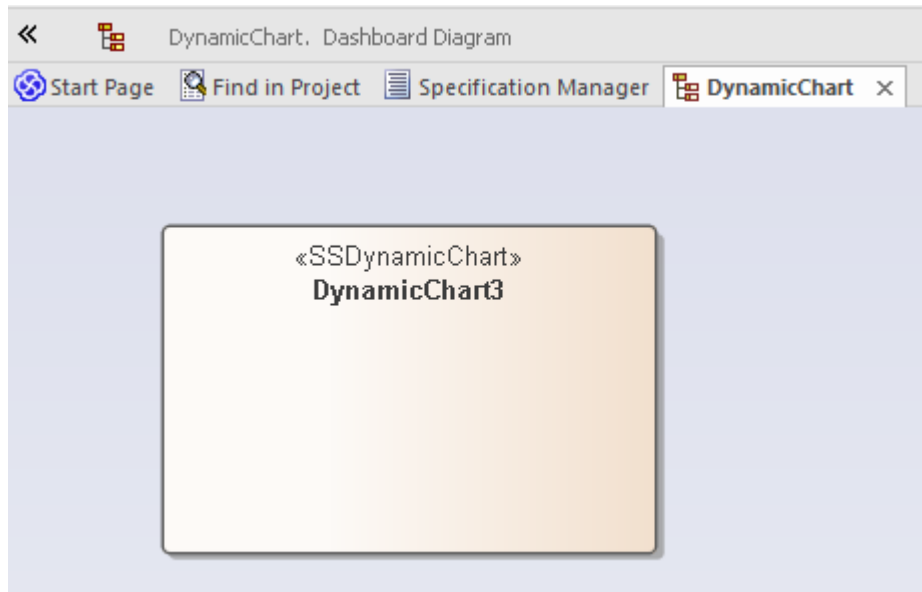 DynamicChart. Dashboard Diagram
Start Page Find in Project Specification Manager DynamicChart
«SSDynamicChart»
DynamicChart3